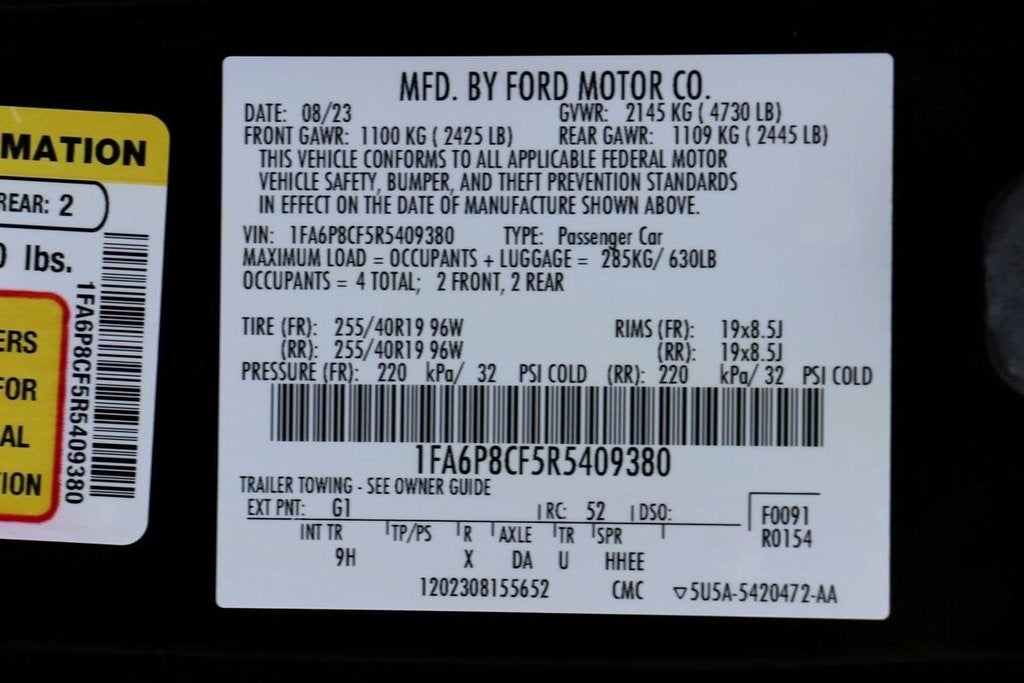 MATION
REAR: 2
0 lbs.
1FA6P8CF5R5409380
ERS
FOR
AL
ION
MFD. BY FORD MOTOR CO.
DATE: 08/23 GVWR: 2145 KG ( 4730 LB)
FRONT GAWR: 1100 KG ( 2425 LB) REAR GAWR: 1109 KG ( 2445 LB)
THIS VEHICLE CONFORMS TO ALL APPLICABLE FEDERAL MOTOR
VEHICLE SAFETY, BUMPER, AND THEFT PREVENTION STANDARDS
IN EFFECT ON THE DATE OF MANUFACTURE SHOWN ABOVE.
VIN: 1FA6P8CF5R5409380 TYPE: Passenger Car
MAXIMUM LOAD = OCCUPANTS + LUGGAGE = 285KG/ 630LB
OCCUPANTS = 4 TOTAL; 2 FRONT, 2 REAR
TIRE (FR): 255/40R19 96W RIMS (FR): 19x8.5J
(RR): 255/40R19 96W (RR): 19x8.5J
PRESSURE (FR): 220 kPa/ 32 PSI COLD (RR): 220 kPa/ 32 PSI COLD
1FA6P8CF5R5409380
TRAILER TOWING - SEE OWNER GUIDE
EXT PNT: G1 RC: 52 DSO: F0091
R0154
INT TR TP/PS R AXLE TR SPR
9H X DA U HHEE
1202308155652 CMC ▽5U5A-5420472-AA